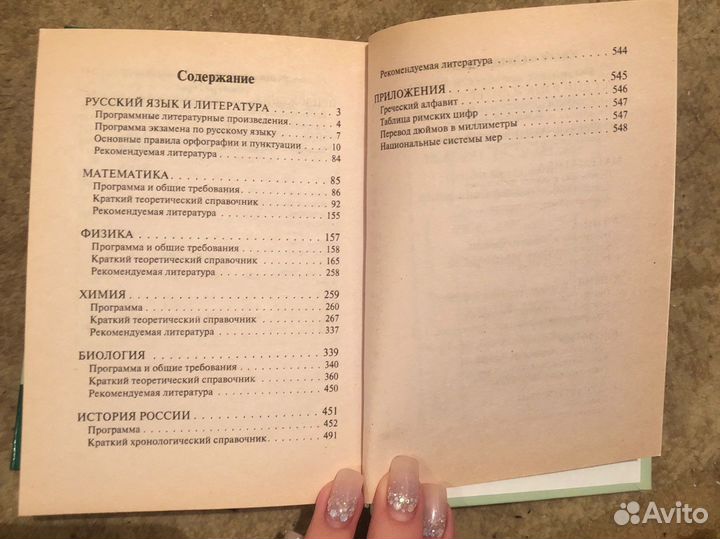 Содержание
РУССКИЙ ЯЗЫК И ЛИТЕРАТУРА . . . . . . . . . . . . 3
Программные литературные произведения. . . . . . . 4
Программа экзамена по русскому языку . . . . . . . . 7
Основные правила орфографии и пунктуации . . . . 10
Рекомендуемая литература . . . . . . . . . . . . . . . . 84
МАТЕМАТИКА. . . . . . . . . . . . . . . . . . . . . . 85
Программа и общие требования. . . . . . . . . . . . . 86
Краткий теоретический справочник . . . . . . . . . . 92
Рекомендуемая литература . . . . . . . . . . . . . . . 155
ФИЗИКА . . . . . . . . . . . . . . . . . . . . . . . . 157
Программа и общие требования . . . . . . . . . . . . 158
Краткий теоретический справочник . . . . . . . . . . 165
Рекомендуемая литература . . . . . . . . . . . . . . . 258
ХИМИЯ . . . . . . . . . . . . . . . . . . . . . . . . 259
Программа . . . . . . . . . . . . . . . . . . . . . . . 260
Краткий теоретический справочник . . . . . . . . . . 267
Рекомендуемая литература . . . . . . . . . . . . . . . 337
БИОЛОГИЯ . . . . . . . . . . . . . . . . . . . . . . 339
Программа и общие требования . . . . . . . . . . . . 340
Краткий теоретический справочник . . . . . . . . . . 360
Рекомендуемая литература . . . . . . . . . . . . . . . 450
ИСТОРИЯ РОССИИ . . . . . . . . . . . . . . . . . . 451
Программа . . . . . . . . . . . . . . . . . . . . . . . 452
Краткий хронологический справочник. . . . . . . . . 491
Рекомендуемая литература . . . . . . . . . . . . . . . 544
ПРИЛОЖЕНИЯ . . . . . . . . . . . . . . . . . . . . . 545
Греческий алфавит . . . . . . . . . . . . . . . . . . . 546
Таблица римских цифр . . . . . . . . . . . . . . . . . 547
Перевод дюймов в миллиметры . . . . . . . . . . . . 547
Национальные системы мер . . . . . . . . . . . . . . 548
Avito